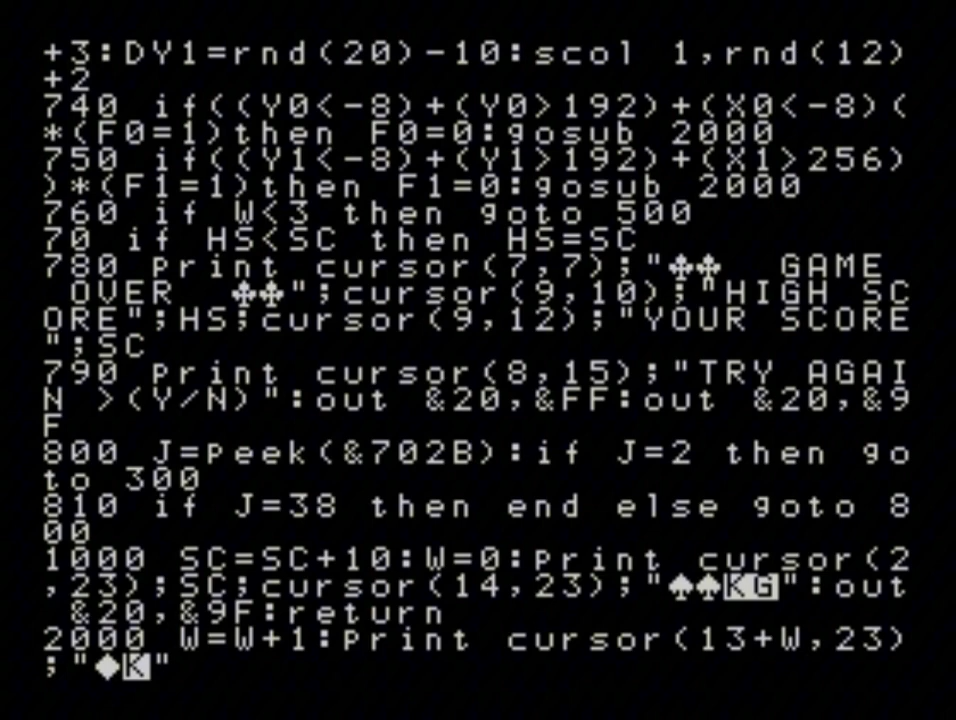 +3:DY1=rnd(20)-10:scol 1,rnd(12)
+2
740 if((Y0<-8)+(Y0>192)+(X0<-8)(
*(F0=1)then F0=0:gosub 2000
750 if((Y1<-8)+(Y1>192)+(X1>256)
)*(F1=1)then F1=0:gosub 2000
760 if W<3 then goto 500
70 if HS<SC then HS=SC
780 print cursor(7,7);"♣♣  GAME
 OVER  ♣♣";cursor(9,10);"HIGH SC
ORE";HS;cursor(9,12);"YOUR SCORE
";SC
790 print cursor(8,15);"TRY AGAI
N >(Y/N)":out &20,&FF:out &20,&9
F
800 J=peek(&702B):if J=2 then go
to 300
810 if J=38 then end else goto 8
00
1000 SC=SC+10:W=0:print cursor(2
,23);SC;cursor(14,23);"♠♠KG":out
 &20,&9F:return
2000 W=W+1:print cursor(13+W,23)
;"◆K"